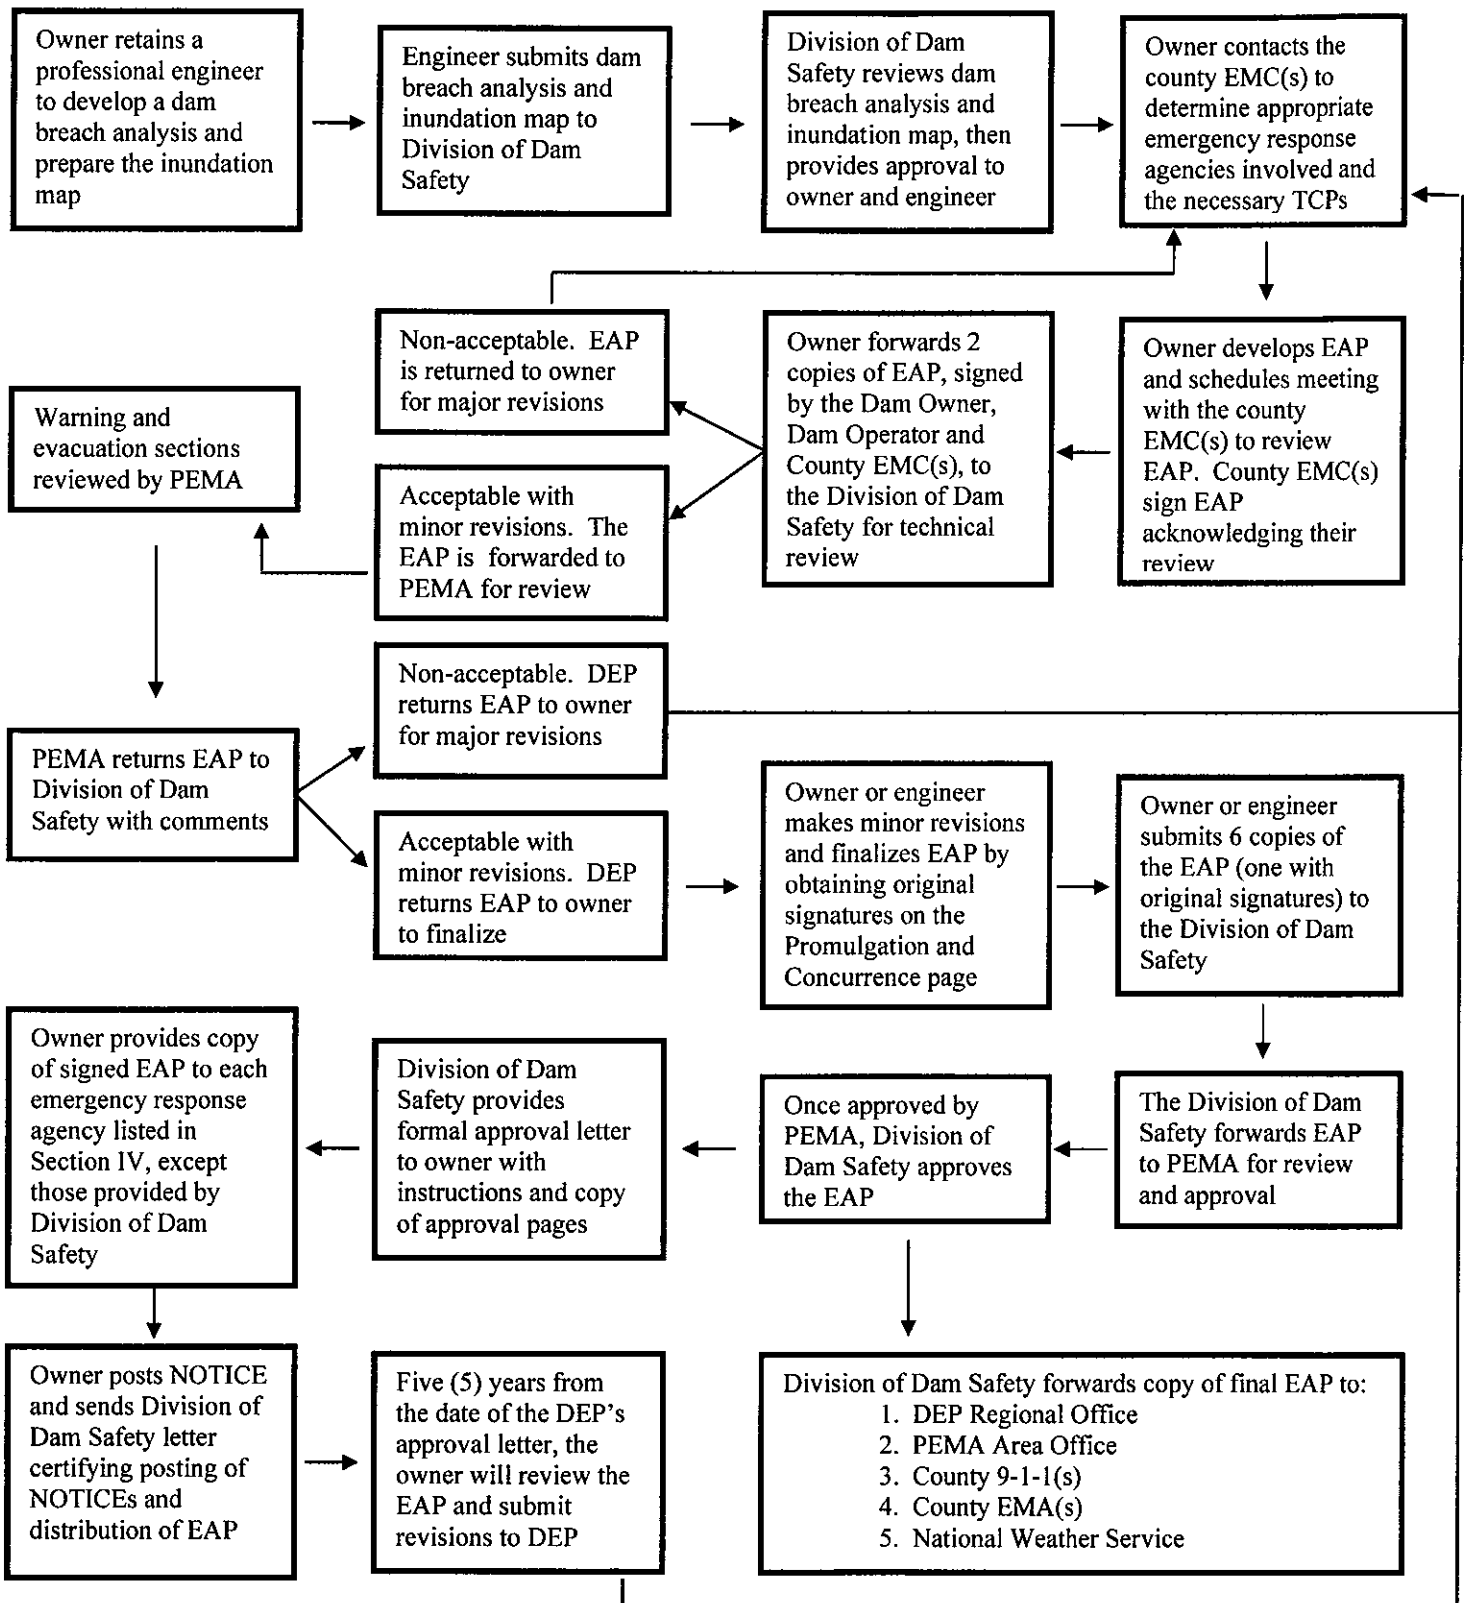 Owner retains a
professional engineer
to develop a dam
breach analysis and
prepare the inundation
map
Engineer submits dam
breach analysis and
inundation map to
Division of Dam
Safety
Division of Dam
Safety reviews dam
breach analysis and
inundation map, then
provides approval to
owner and engineer
Owner contacts the
county EMC(s) to
determine appropriate
emergency response
agencies involved and
the necessary TCPs
Owner develops EAP
and schedules meeting
with the county
EMC(s) to review
EAP. County EMC(s)
sign EAP
acknowledging their
review
Owner forwards 2
copies of EAP, signed
by the Dam Owner,
Dam Operator and
County EMC(s), to
the Division of Dam
Safety for technical
review
Non-acceptable. EAP
is returned to owner
for major revisions
Acceptable with
minor revisions. The
EAP is forwarded to
PEMA for review
Warning and
evacuation sections
reviewed by PEMA
PEMA returns EAP to
Division of Dam
Safety with comments
Non-acceptable. DEP
returns EAP to owner
for major revisions
Acceptable with
minor revisions. DEP
returns EAP to owner
to finalize
Owner or engineer
makes minor revisions
and finalizes EAP by
obtaining original
signatures on the
Promulgation and
Concurrence page
Owner or engineer
submits 6 copies of
the EAP (one with
original signatures) to
the Division of Dam
Safety
The Division of Dam
Safety forwards EAP
to PEMA for review
and approval
Once approved by
PEMA, Division of
Dam Safety approves
the EAP
Division of Dam
Safety provides
formal approval letter
to owner with
instructions and copy
of approval pages
Owner provides copy
of signed EAP to each
emergency response
agency listed in
Section IV, except
those provided by
Division of Dam
Safety
Owner posts NOTICE
and sends Division of
Dam Safety letter
certifying posting of
NOTICEs and
distribution of EAP
Five (5) years from
the date of the DEP's
approval letter, the
owner will review the
EAP and submit
revisions to DEP
Division of Dam Safety forwards copy of final EAP to:
1. DEP Regional Office
2. PEMA Area Office
3. County 9-1-1(s)
4. County EMA(s)
5. National Weather Service